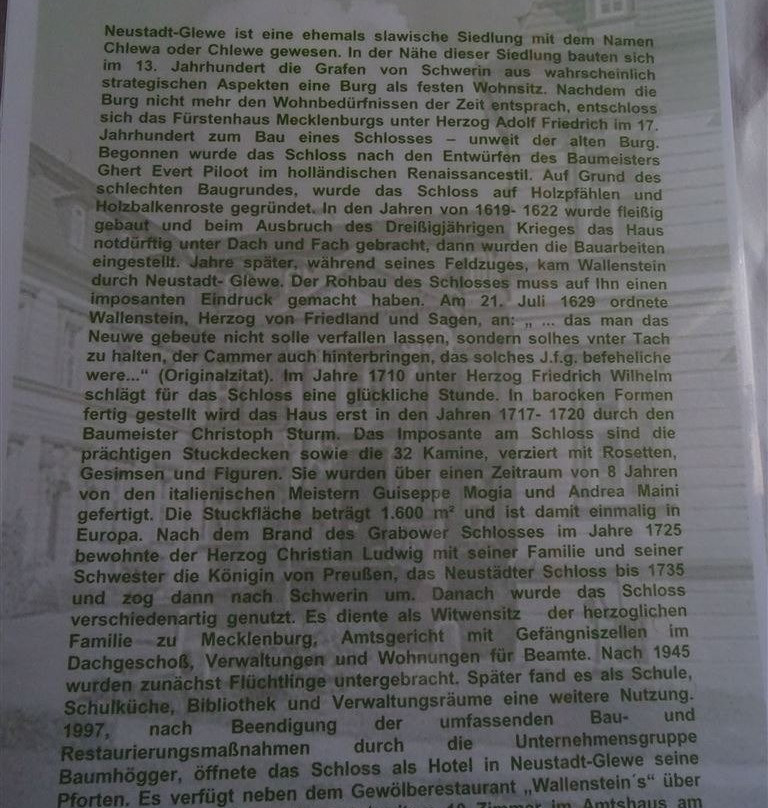 Neustadt-Glewe ist eine ehemals slawische Siedlung mit dem Namen
Chlewa oder Chlewe gewesen. In der Nähe dieser Siedlung bauten sich
im 13. Jahrhundert die Grafen von Schwerin aus wahrscheinlich
strategischen Aspekten eine Burg als festen Wohnsitz. Nachdem die
Burg nicht mehr den Wohnbedürfnissen der Zeit entsprach, entschloss
sich das Fürstenhaus Mecklenburgs unter Herzog Adolf Friedrich im 17.
Jahrhundert zum Bau eines Schlosses – unweit der alten Burg.
Begonnen wurde das Schloss nach den Entwürfen des Baumeisters
Ghert Evert Piloot im holländischen Renaissancestil. Auf Grund des
schlechten Baugrundes, wurde das Schloss auf Holzpfählen und
Holzbalkenroste gegründet. In den Jahren von 1619- 1622 wurde fleißig
gebaut und beim Ausbruch des Dreißigjährigen Krieges das Haus
notdürftig unter Dach und Fach gebracht, dann wurden die Bauarbeiten
eingestellt. Jahre später, während seines Feldzuges, kam Wallenstein
durch Neustadt- Glewe. Der Rohbau des Schlosses muss auf Ihn einen
imposanten Eindruck gemacht haben. Am 21. Juli 1629 ordnete
Wallenstein, Herzog von Friedland und Sagen, an: „ ... das man das
Neuwe gebeute nicht solle verfallen lassen, sondern solhes vnter Tach
zu halten, der Cammer auch hinterbringen, das solches J.f.g. befeheliche
were...“ (Originalzitat). Im Jahre 1710 unter Herzog Friedrich Wilhelm
schlägt für das Schloss eine glückliche Stunde. In barocken Formen
fertig gestellt wird das Haus erst in den Jahren 1717- 1720 durch den
Baumeister Christoph Sturm. Das Imposante am Schloss sind die
prächtigen Stuckdecken sowie die 32 Kamine, verziert mit Rosetten,
Gesimsen und Figuren. Sie wurden über einen Zeitraum von 8 Jahren
von den italienischen Meistern Guiseppe Mogia und Andrea Maini
gefertigt. Die Stuckfläche beträgt 1.600 m² und ist damit einmalig in
Europa. Nach dem Brand des Grabower Schlosses im Jahre 1725
bewohnte der Herzog Christian Ludwig mit seiner Familie und seiner
Schwester die Königin von Preußen, das Neustädter Schloss bis 1735
und zog dann nach Schwerin um. Danach wurde das Schloss
verschiedenartig genutzt. Es diente als Witwensitz der herzoglichen
Familie zu Mecklenburg, Amtsgericht mit Gefängniszellen im
Dachgeschoß, Verwaltungen und Wohnungen für Beamte. Nach 1945
wurden zunächst Flüchtlinge untergebracht. Später fand es als Schule,
Schulküche, Bibliothek und Verwaltungsräume eine weitere Nutzung.
1997, nach Beendigung der umfassenden Bau- und
Restaurierungsmaßnahmen durch die Unternehmensgruppe
Baumhögger, öffnete das Schloss als Hotel in Neustadt-Glewe seine
Pforten. Es verfügt neben dem Gewölberestaurant „Wallenstein´s“ über
Zimmer im Amtshaus am